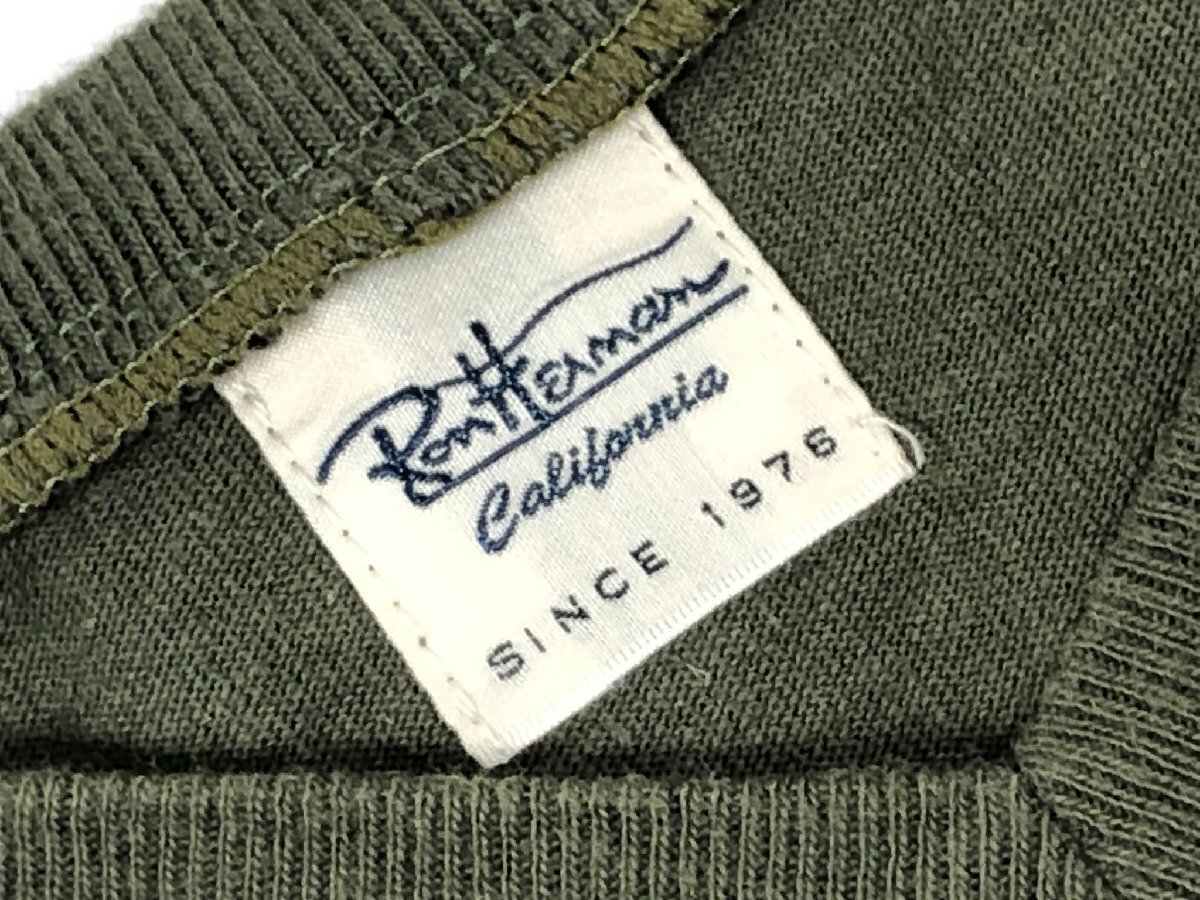 Ron Herman
California
SINCE 1976